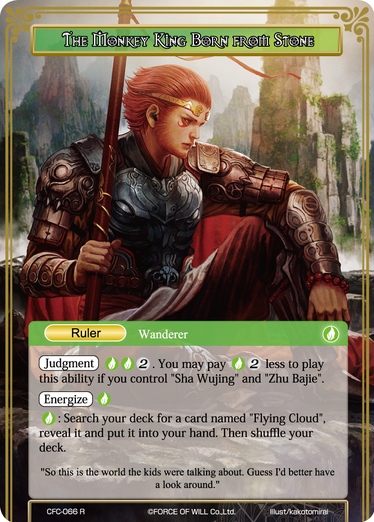 The Monkey King Born from Stone
Ruler Wanderer
Judgment 2 . You may pay 2 less to play
this ability if you control "Sha Wujing" and "Zhu Bajie".
Energize
: Search your deck for a card named "Flying Cloud",
reveal it and put it into your hand. Then shuffle your
deck.
"So this is the world the kids were talking about. Guess I'd better have
a look around."
CFC-066 R ©FORCE OF WILL Co.,Ltd. Illust/kakotomirai